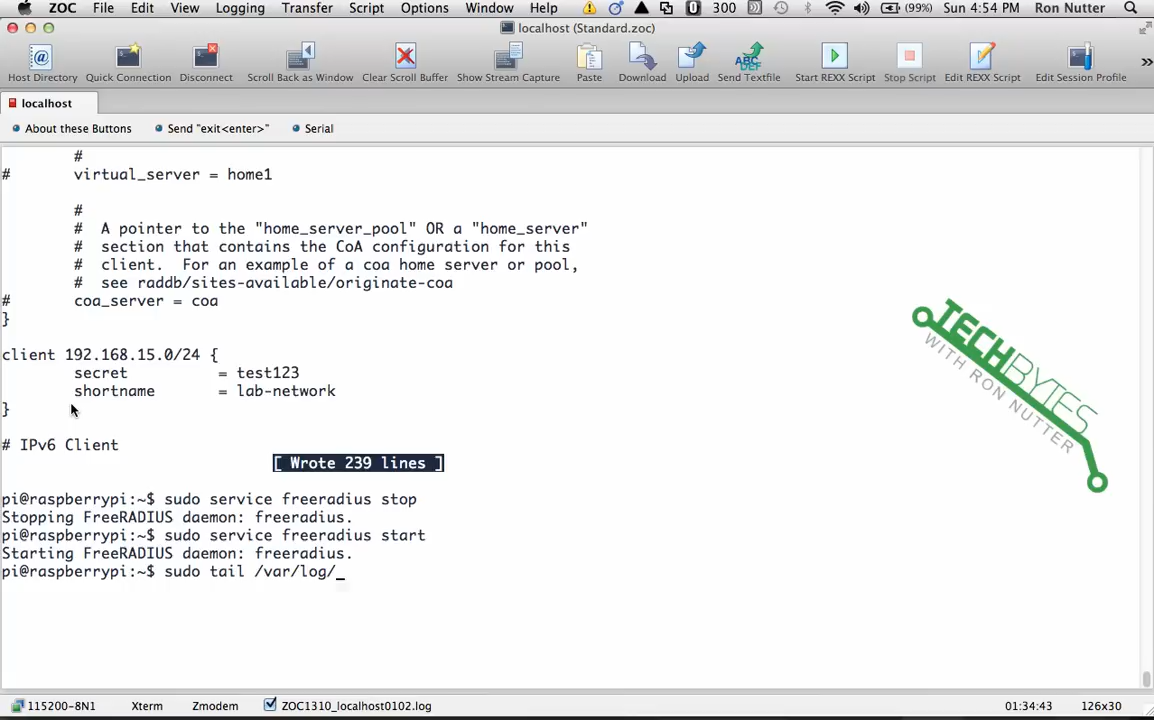 ZOC File Edit View Logging Transfer Script Options Window Help 300 (99%) Sun 4:54 PM Ron Nutter
localhost (Standard.zoc)
Host Directory Quick Connection Disconnect Scroll Back as Window Clear Scroll Buffer Show Stream Capture Paste Download Upload Send Textfile Start REXX Script Stop Script Edit REXX Script Edit Session Profile
localhost
About these Buttons Send "exit<enter>" Serial
#
# virtual_server = home1
#
# A pointer to the "home_server_pool" OR a "home_server"
# section that contains the CoA configuration for this
# client. For an example of a coa home server or pool,
# see raddb/sites-available/originate-coa
# coa_server = coa
}
client 192.168.15.0/24 {
secret = test123
shortname = lab-network
}
# IPv6 Client
[ Wrote 239 lines ]
pi@raspberrypi:~$ sudo service freeradius stop
Stopping FreeRADIUS daemon: freeradius.
pi@raspberrypi:~$ sudo service freeradius start
Starting FreeRADIUS daemon: freeradius.
pi@raspberrypi:~$ sudo tail /var/log/_
TECHBYTES
WITH RON NUTTER
115200-8N1 Xterm Zmodem ZOC1310_localhost0102.log 01:34:43 126x30